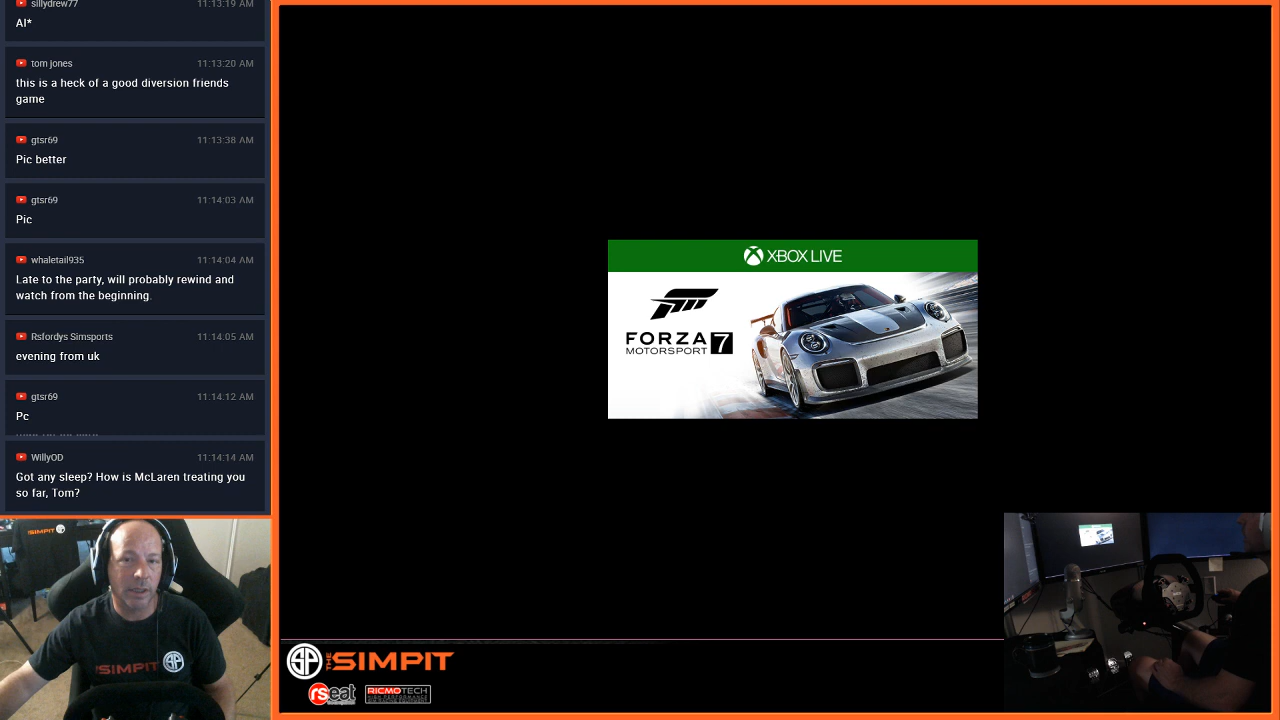 sillydrew77 11:13:19 AM
AI*
tom jones 11:13:20 AM
this is a heck of a good diversion friends
game
gtsr69 11:13:38 AM
Pic better
gtsr69 11:14:03 AM
Pic
whaletail935 11:14:04 AM
Late to the party, will probably rewind and
watch from the beginning.
Rsfordys Simsports 11:14:05 AM
evening from uk
gtsr69 11:14:12 AM
Pc
WillyOD 11:14:14 AM
Got any sleep? How is McLaren treating you
so far, Tom?
XBOX LIVE
FORZA
MOTORSPORT 7
SIMPIT
SIMPIT SP
SP THE SIMPIT
rseat RICMOTECH